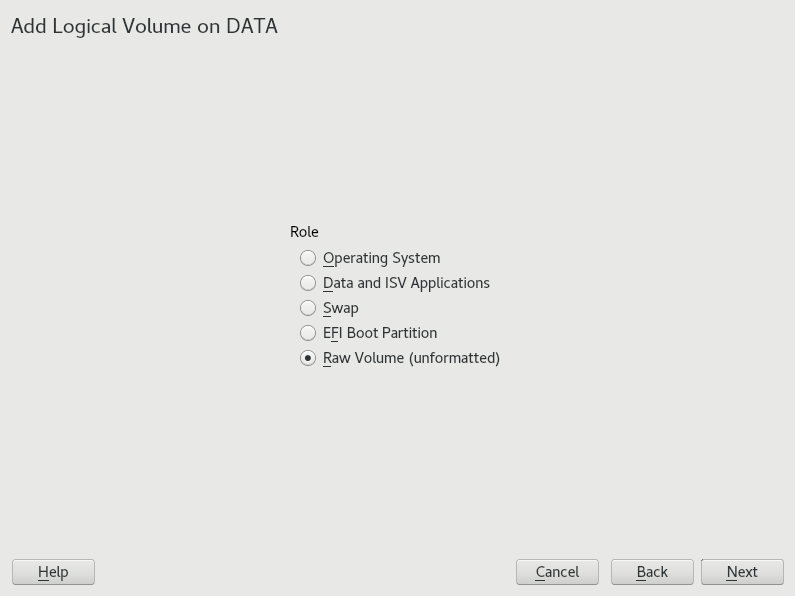 Add Logical Volume on DATA
Role
Operating System
Data and ISV Applications
Swap
EFI Boot Partition
Raw Volume (unformatted)
Help Cancel Back Next